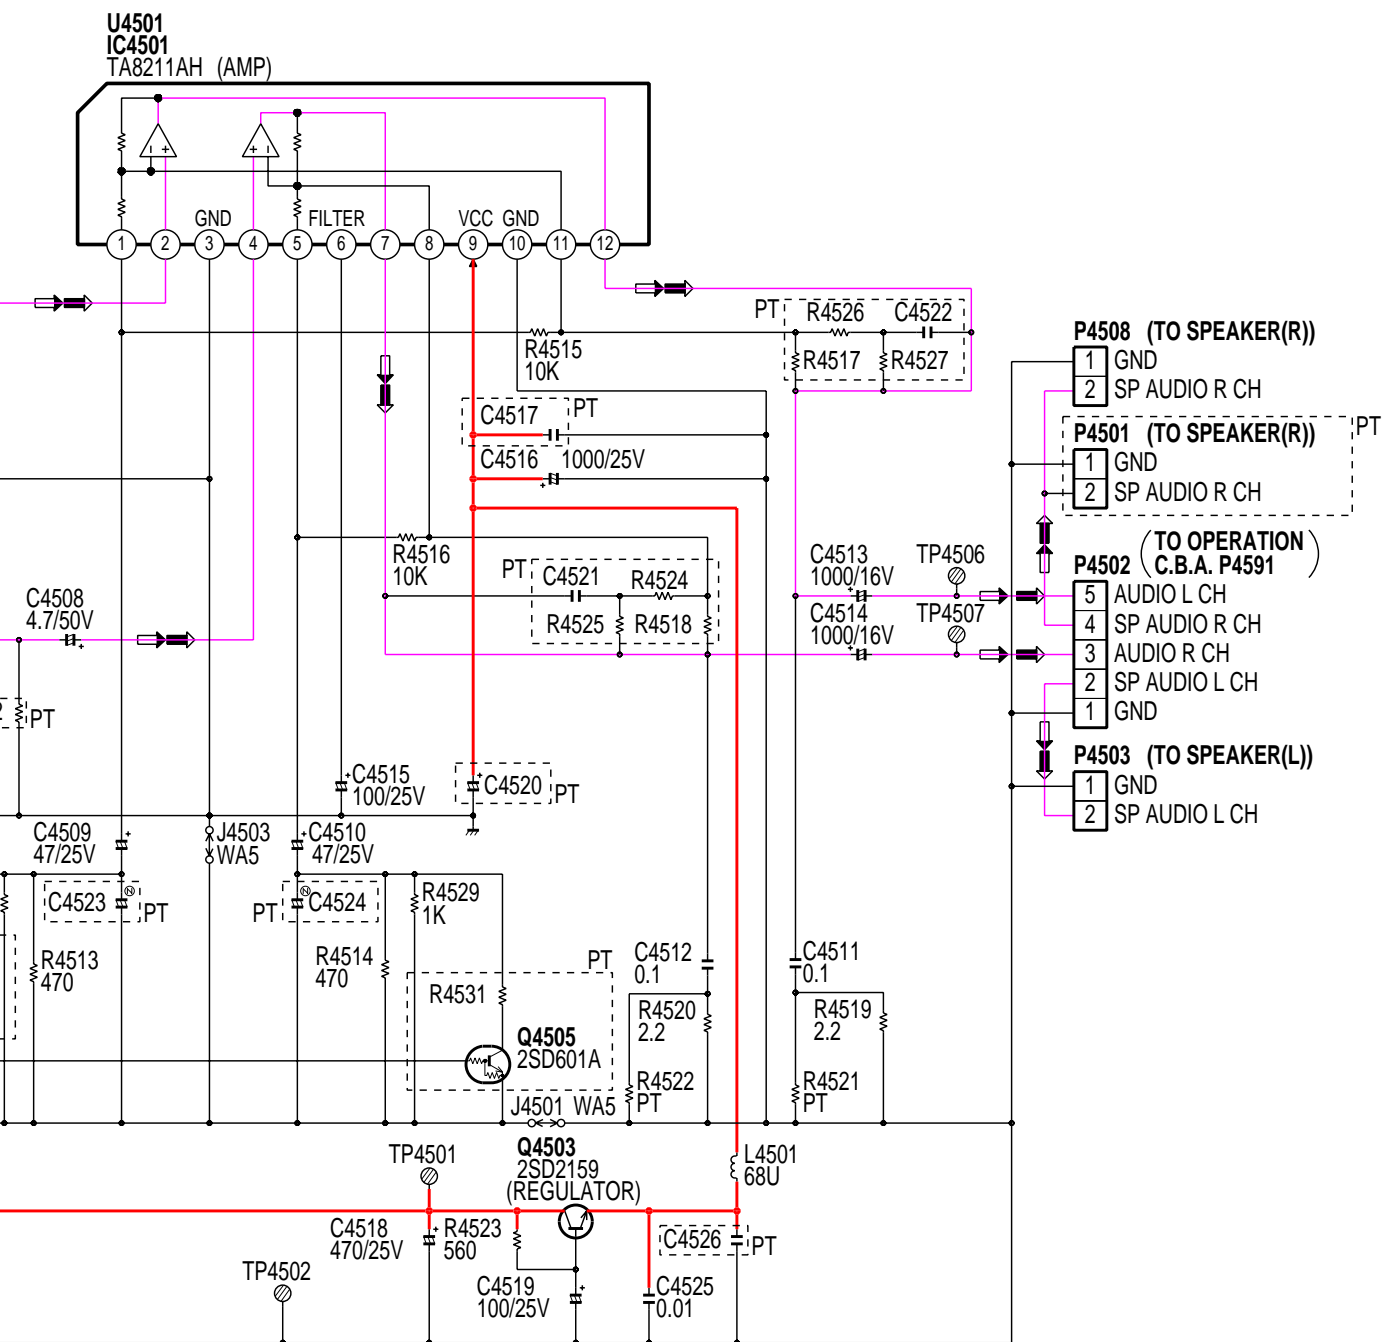 U4501
IC4501
TA8211AH (AMP)
GND FILTER VCC GND
1 2 3 4 5 6 7 8 9 10 11 12
PT R4526 C4522
R4517 R4527
R4515
10K
P4508 (TO SPEAKER(R))
1 GND
2 SP AUDIO R CH
C4517 PT
C4516 1000/25V
P4501 (TO SPEAKER(R)) PT
1 GND
2 SP AUDIO R CH
R4516
10K
PT C4521 R4524
R4525 R4518
C4513
1000/16V
TP4506
C4514
1000/16V
TP4507
P4502 (TO OPERATION
C.B.A. P4591)
5 AUDIO L CH
4 SP AUDIO R CH
3 AUDIO R CH
2 SP AUDIO L CH
1 GND
C4508
4.7/50V
PT
P4503 (TO SPEAKER(L))
1 GND
2 SP AUDIO L CH
C4515
100/25V
C4520 PT
C4509
47/25V
J4503
WA5
C4510
47/25V
C4523 N PT
PT N C4524
R4529
1K
R4513
470
R4514
470
PT
R4531
Q4505
2SD601A
C4512
0.1
C4511
0.1
R4520
2.2
R4519
2.2
R4522
PT
R4521
PT
J4501 WA5
TP4501
Q4503
2SD2159
(REGULATOR)
L4501
68U
C4518
470/25V
R4523
560
C4526 PT
TP4502
C4519
100/25V
C4525
0.01